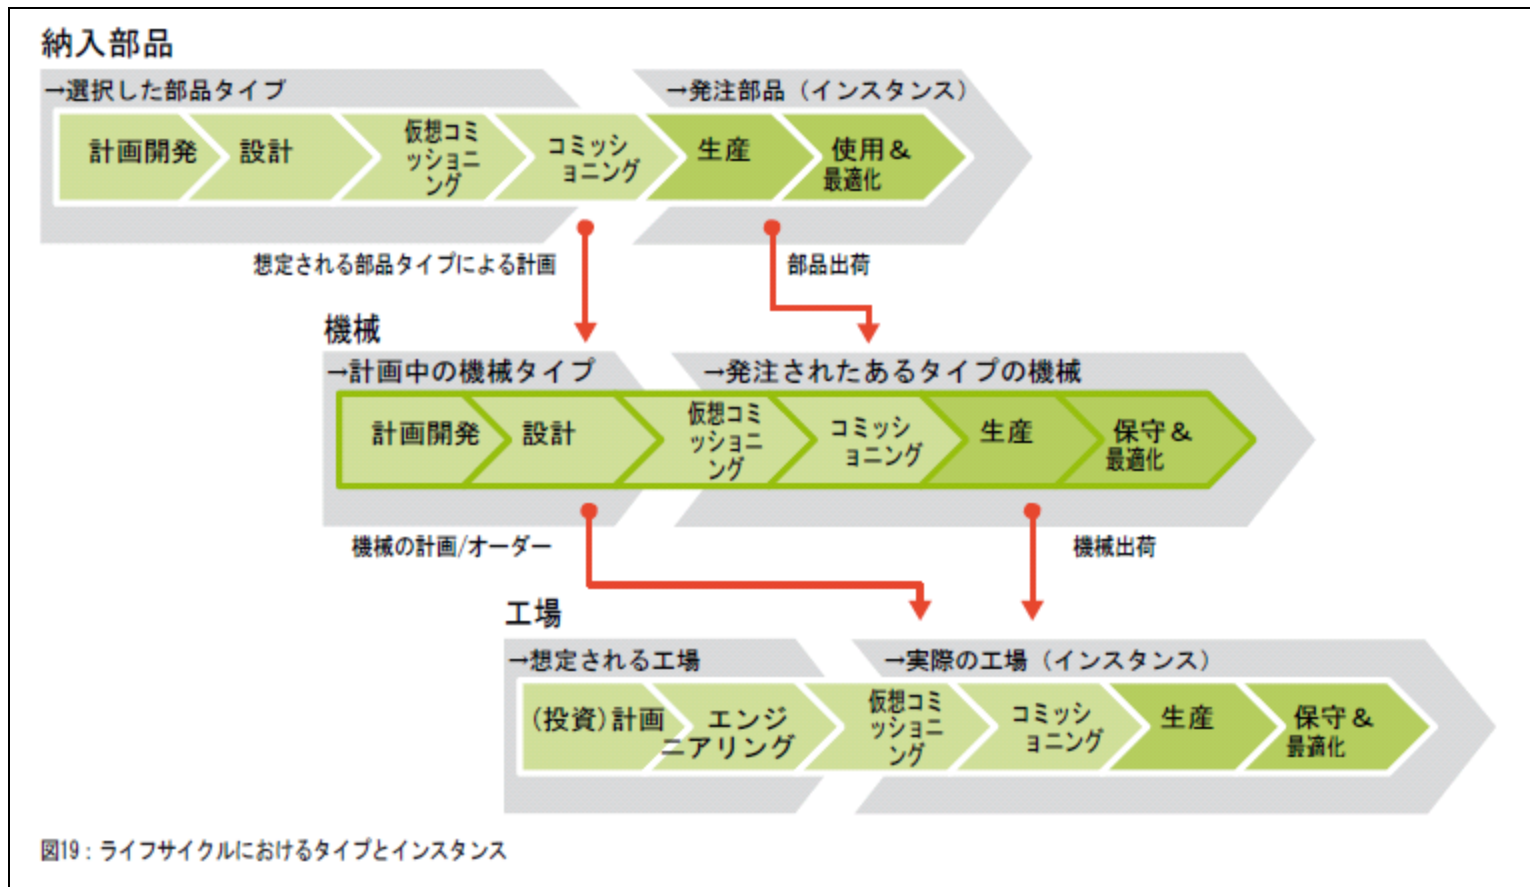 納入部品
→選択した部品タイプ
→発注部品（インスタンス）
計画開発
設計
仮想コミ
ッショニ
ング
コミッシ
ョニング
生産
使用＆
最適化
想定される部品タイプによる計画
部品出荷
機械
→計画中の機械タイプ
→発注されたあるタイプの機械
計画開発
設計
仮想コミ
ッショニ
ング
コミッシ
ョニング
生産
保守＆
最適化
機械の計画/オーダー
機械出荷
工場
→想定される工場
→実際の工場（インスタンス）
(投資)計画
エンジ
ニアリング
仮想コミ
ッショニ
ング
コミッシ
ョニング
生産
保守＆
最適化
図19：ライフサイクルにおけるタイプとインスタンス